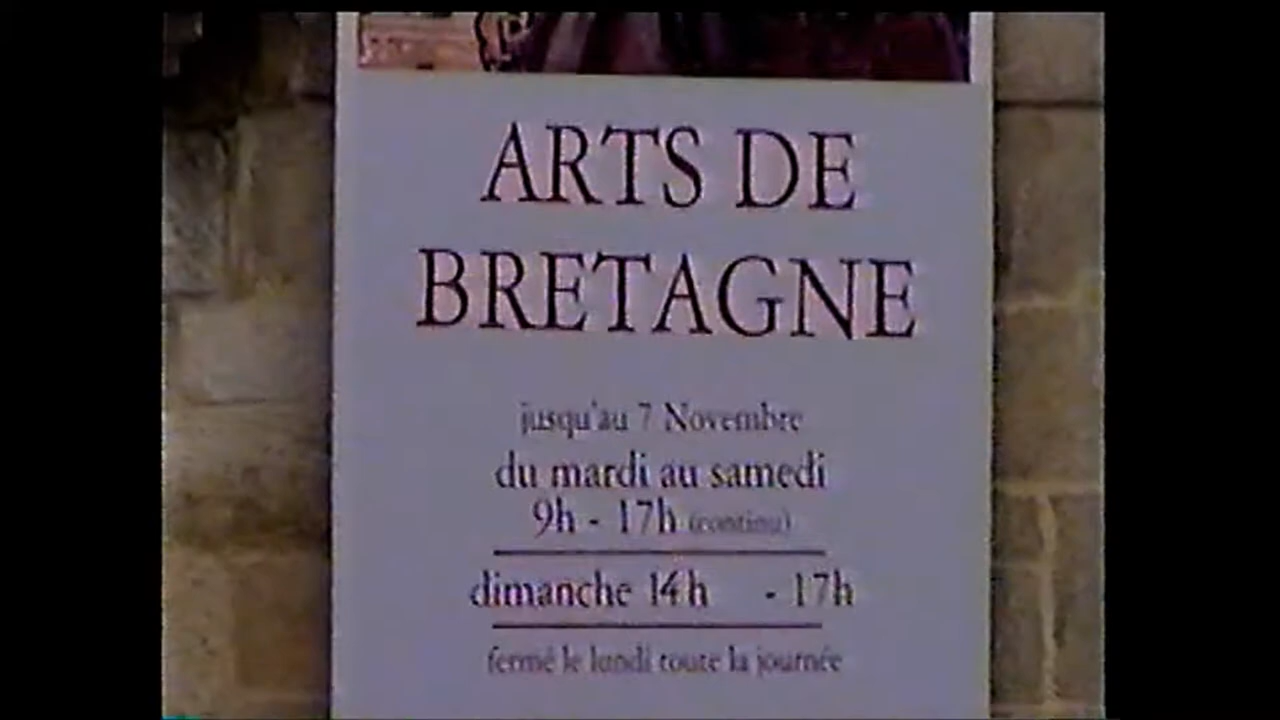 ARTS DE
BRETAGNE
jusqu'au 7 Novembre
du mardi au samedi
9h - 17h (continu)
dimanche 14h - 17h
fermé le lundi toute la journée